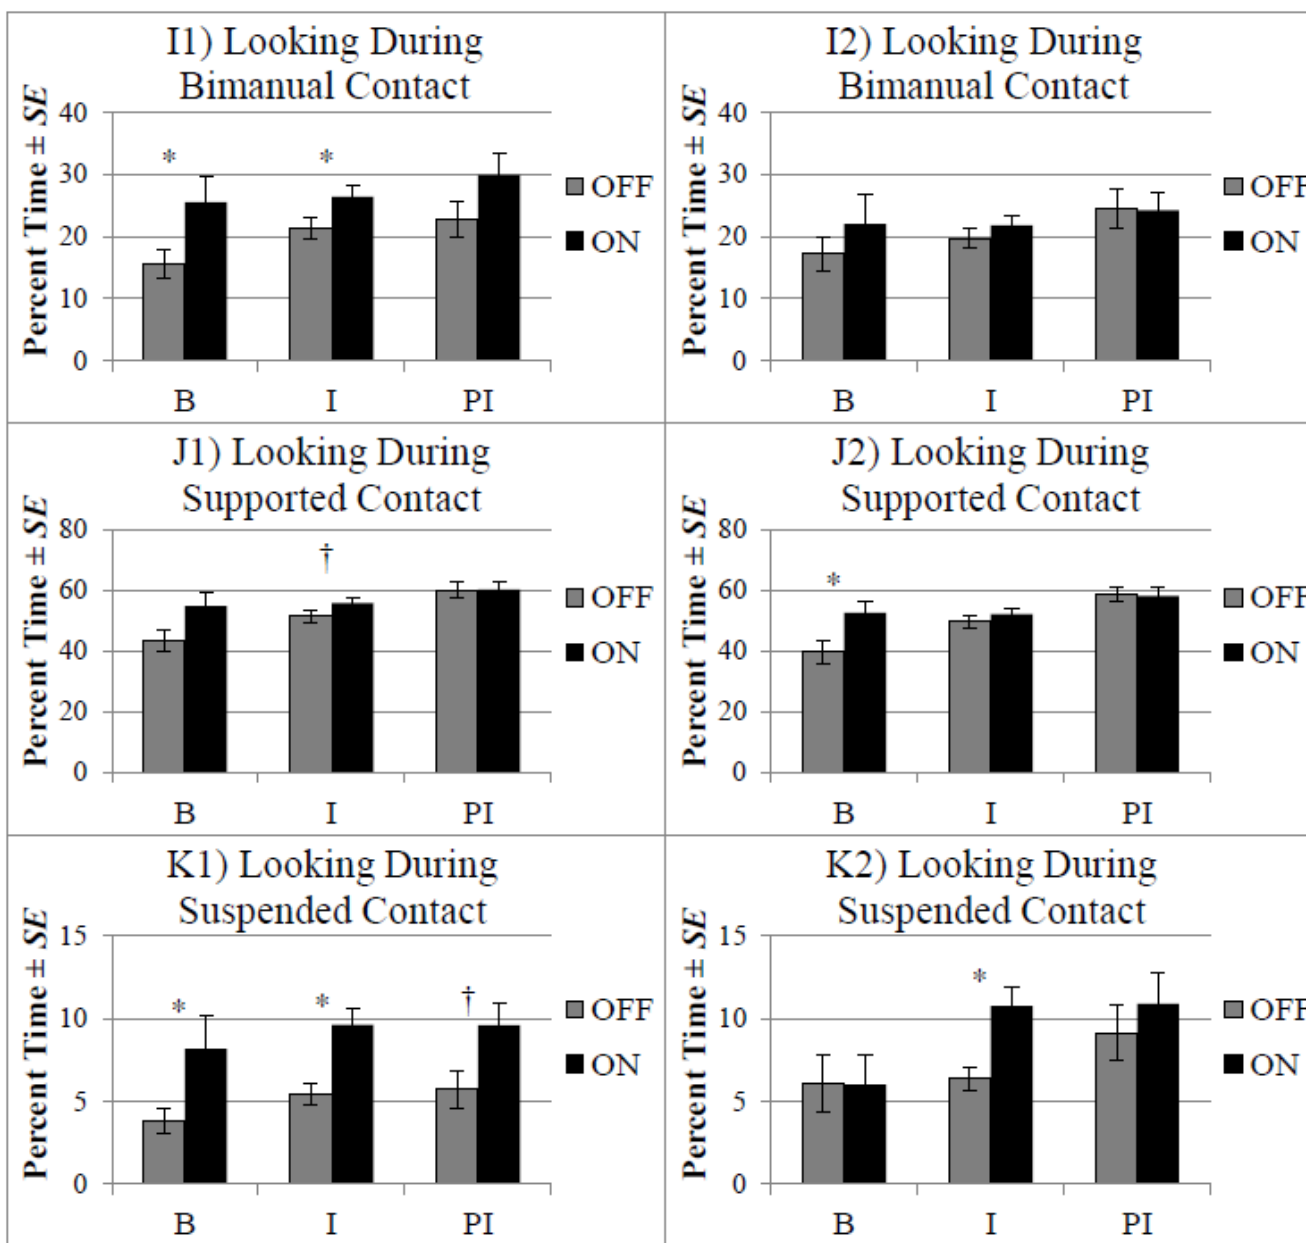 I1) Looking During
Bimanual Contact
Percent Time ± SE
40
30
20
10
0
*
*
B
I
PI
OFF
ON
I2) Looking During
Bimanual Contact
Percent Time ± SE
40
30
20
10
0
B
I
PI
OFF
ON
J1) Looking During
Supported Contact
Percent Time ± SE
80
60
40
20
0
†
B
I
PI
OFF
ON
J2) Looking During
Supported Contact
Percent Time ± SE
80
60
40
20
0
*
B
I
PI
OFF
ON
K1) Looking During
Suspended Contact
Percent Time ± SE
15
10
5
0
*
*
†
B
I
PI
OFF
ON
K2) Looking During
Suspended Contact
Percent Time ± SE
15
10
5
0
*
B
I
PI
OFF
ON